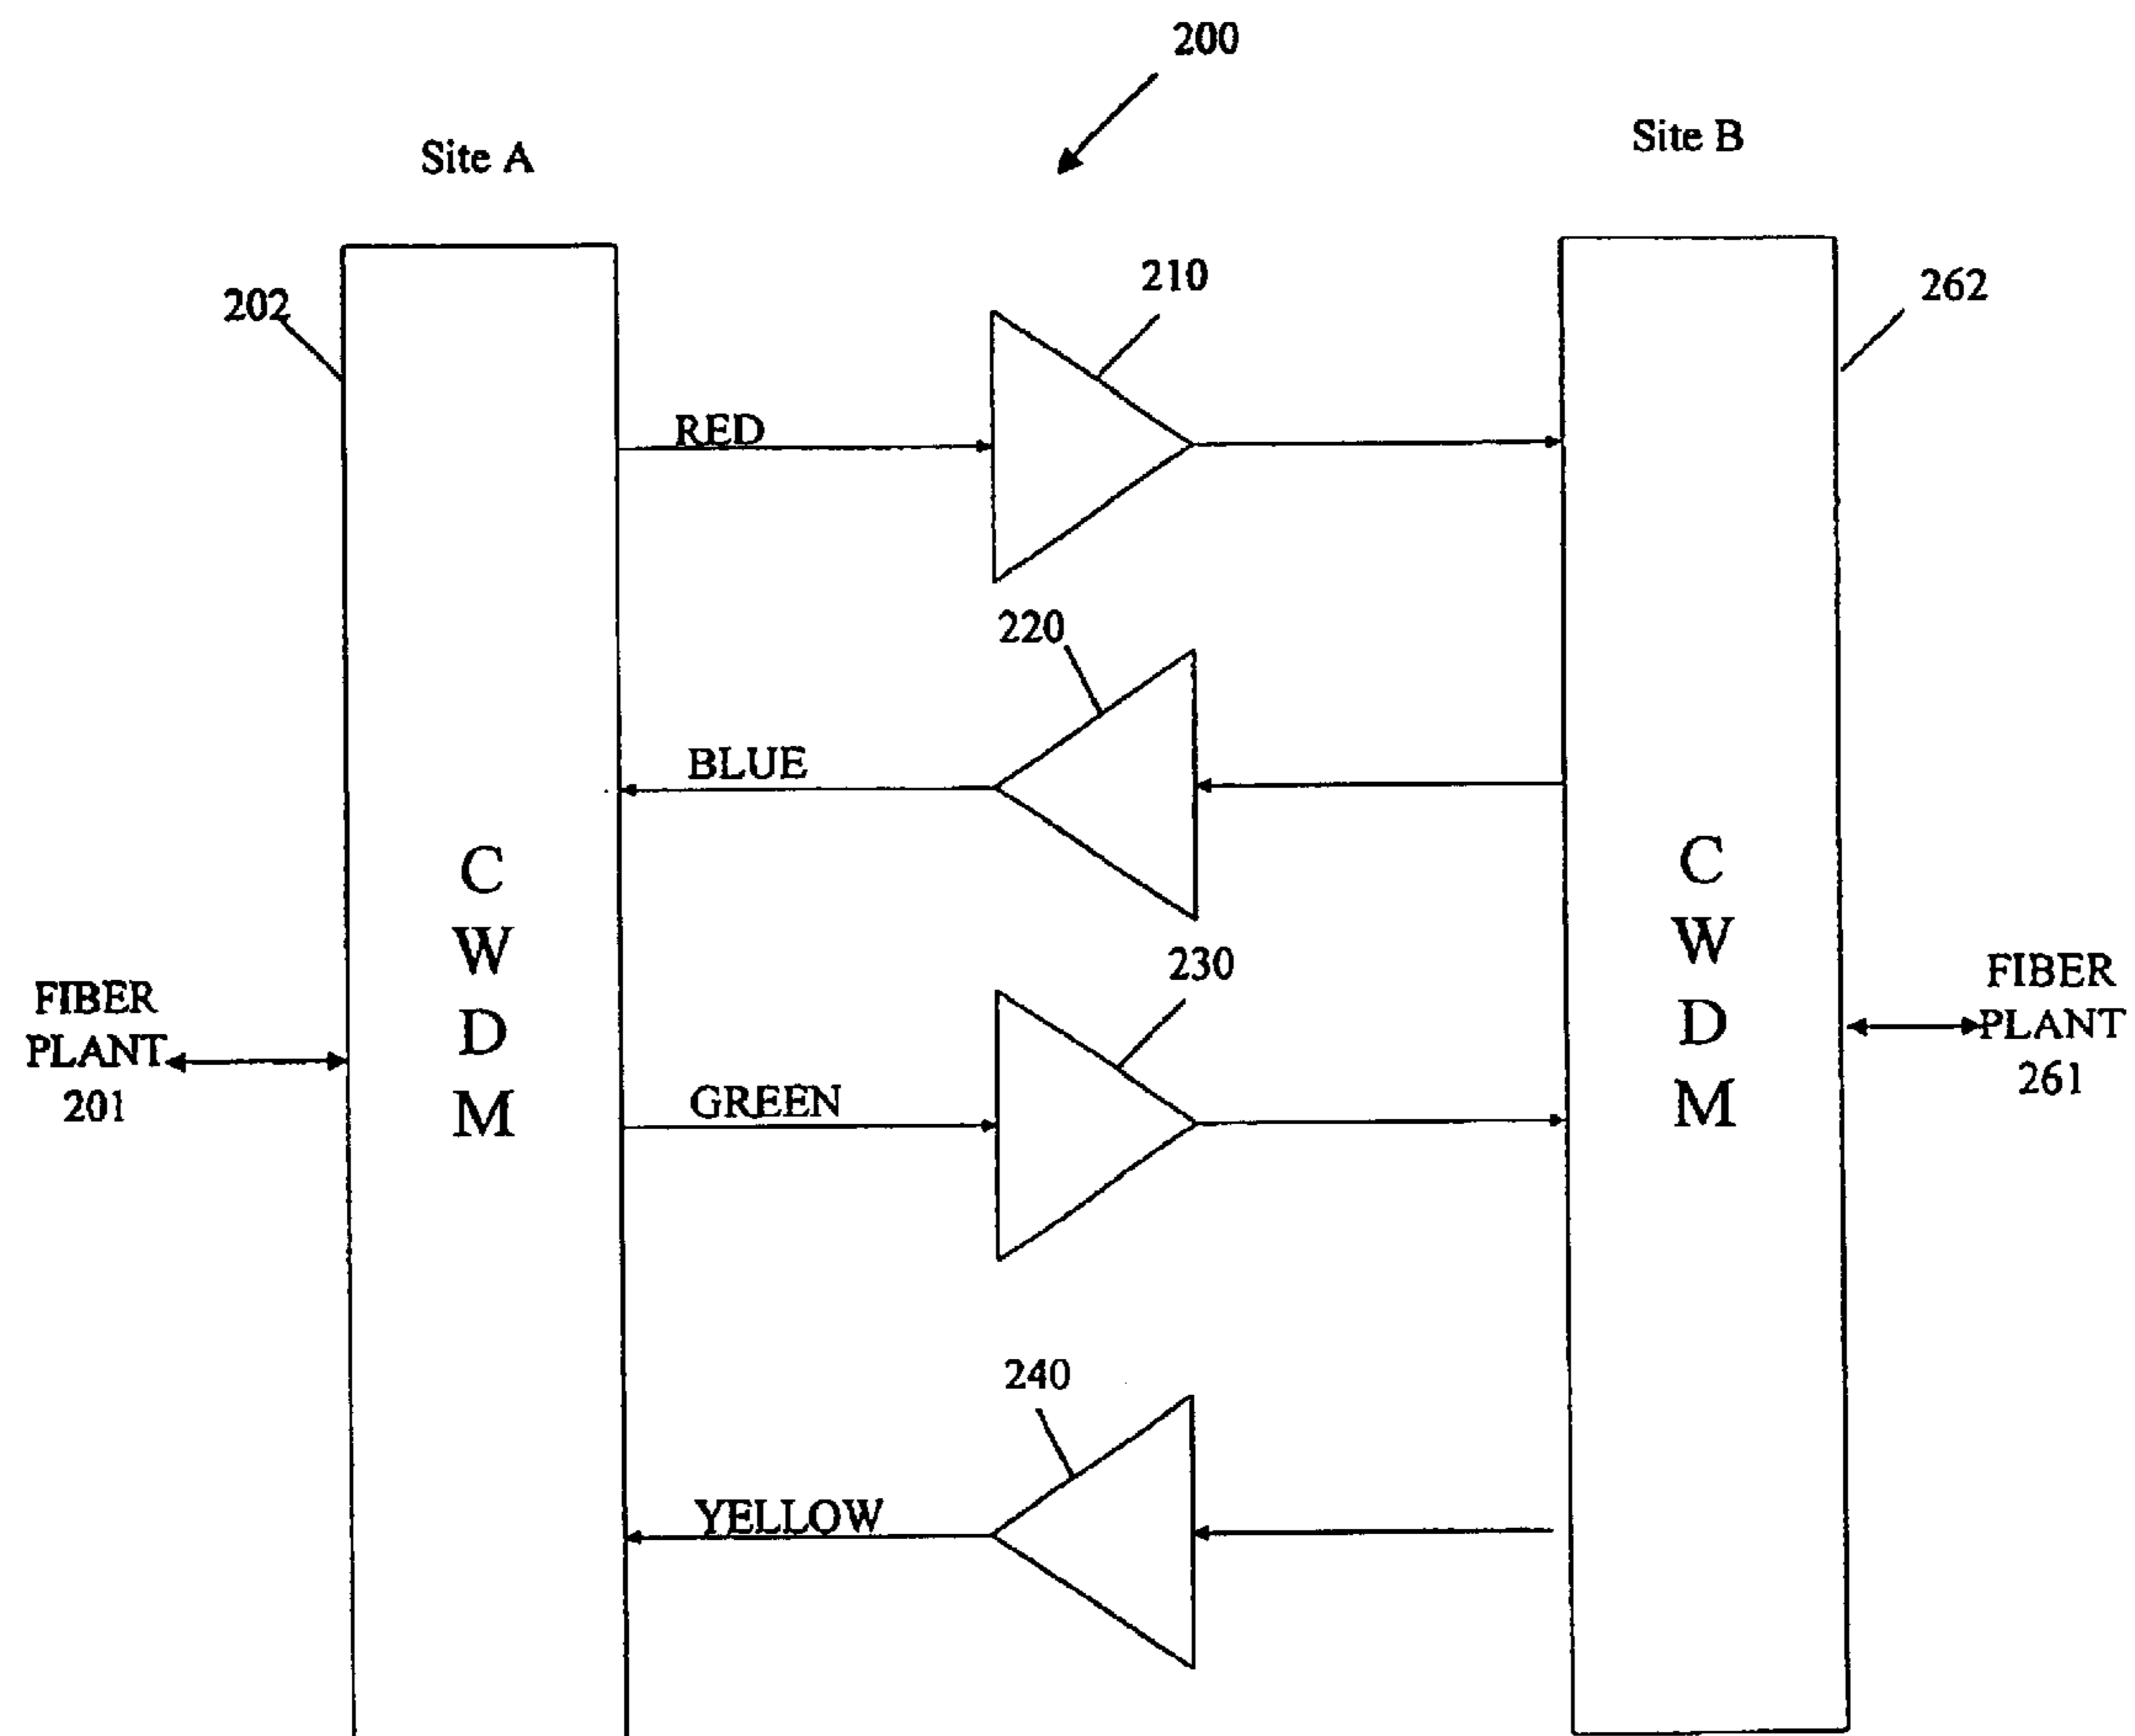 200
Site A
Site B
202
210
262
RED
220
BLUE
C
W
D
M
C
W
D
M
230
FIBER
PLANT
201
FIBER
PLANT
261
GREEN
240
YELLOW